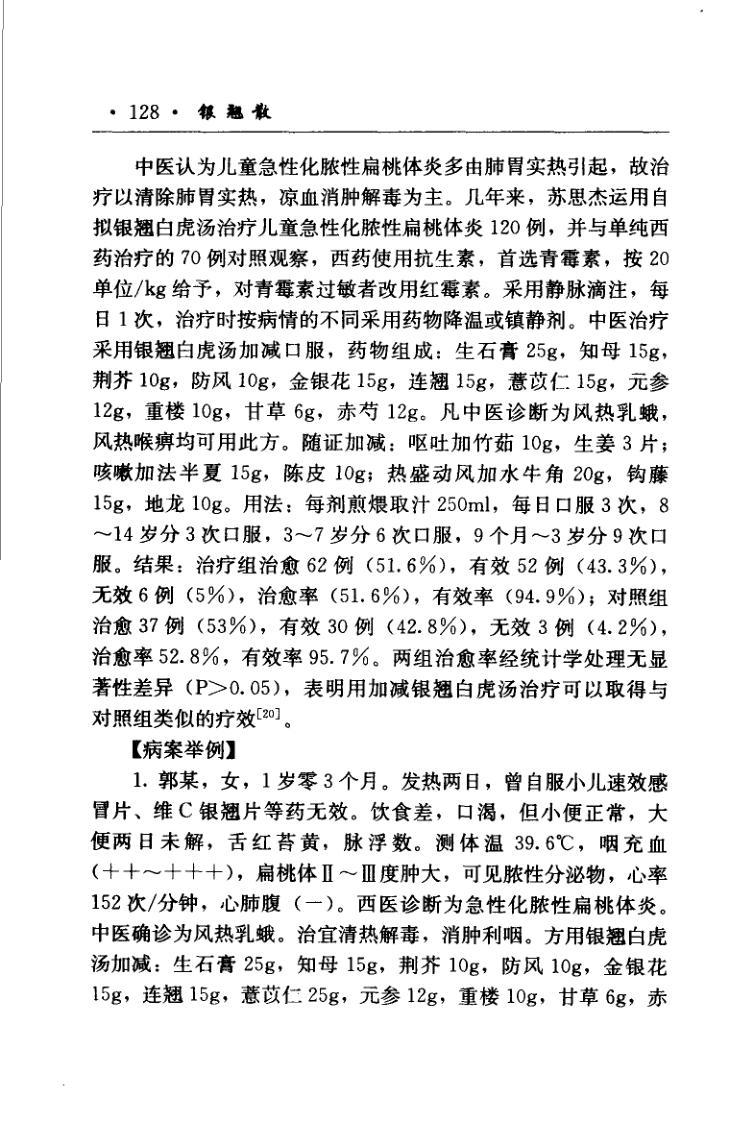 · 128 · 银翘散
中医认为儿童急性化脓性扁桃体炎多由肺胃实热引起，故治
疗以清除肺胃实热，凉血消肿解毒为主。几年来，苏思杰运用自
拟银翘白虎汤治疗儿童急性化脓性扁桃体炎 120 例，并与单纯西
药治疗的 70 例对照观察，西药使用抗生素，首选青霉素，按 20
单位/kg 给予，对青霉素过敏者改用红霉素。采用静脉滴注，每
日 1 次，治疗时按病情的不同采用药物降温或镇静剂。中医治疗
采用银翘白虎汤加减口服，药物组成：生石膏 25g，知母 15g，
荆芥 10g，防风 10g，金银花 15g，连翘 15g，薏苡仁 15g，元参
12g，重楼 10g，甘草 6g，赤芍 12g。凡中医诊断为风热乳蛾，
风热喉痹均可用此方。随证加减：呕吐加竹茹 10g，生姜 3 片；
咳嗽加法半夏 15g，陈皮 10g；热盛动风加水牛角 20g，钩藤
15g，地龙 10g。用法：每剂煎煨取汁 250ml，每日口服 3 次，8
～14 岁分 3 次口服，3～7 岁分 6 次口服，9 个月～3 岁分 9 次口
服。结果：治疗组治愈 62 例（51.6%），有效 52 例（43.3%），
无效 6 例（5%），治愈率（51.6%），有效率（94.9%）；对照组
治愈 37 例（53%），有效 30 例（42.8%），无效 3 例（4.2%），
治愈率 52.8%，有效率 95.7%。两组治愈率经统计学处理无显
著性差异（P＞0.05），表明用加减银翘白虎汤治疗可以取得与
对照组类似的疗效[20]。
【病案举例】
1. 郭某，女，1 岁零 3 个月。发热两日，曾自服小儿速效感
冒片、维 C 银翘片等药无效。饮食差，口渴，但小便正常，大
便两日未解，舌红苔黄，脉浮数。测体温 39.6℃，咽充血
（＋＋～＋＋＋），扁桃体Ⅱ～Ⅲ度肿大，可见脓性分泌物，心率
152 次/分钟，心肺腹（－）。西医诊断为急性化脓性扁桃体炎。
中医确诊为风热乳蛾。治宜清热解毒，消肿利咽。方用银翘白虎
汤加减：生石膏 25g，知母 15g，荆芥 10g，防风 10g，金银花
15g，连翘 15g，薏苡仁 25g，元参 12g，重楼 10g，甘草 6g，赤